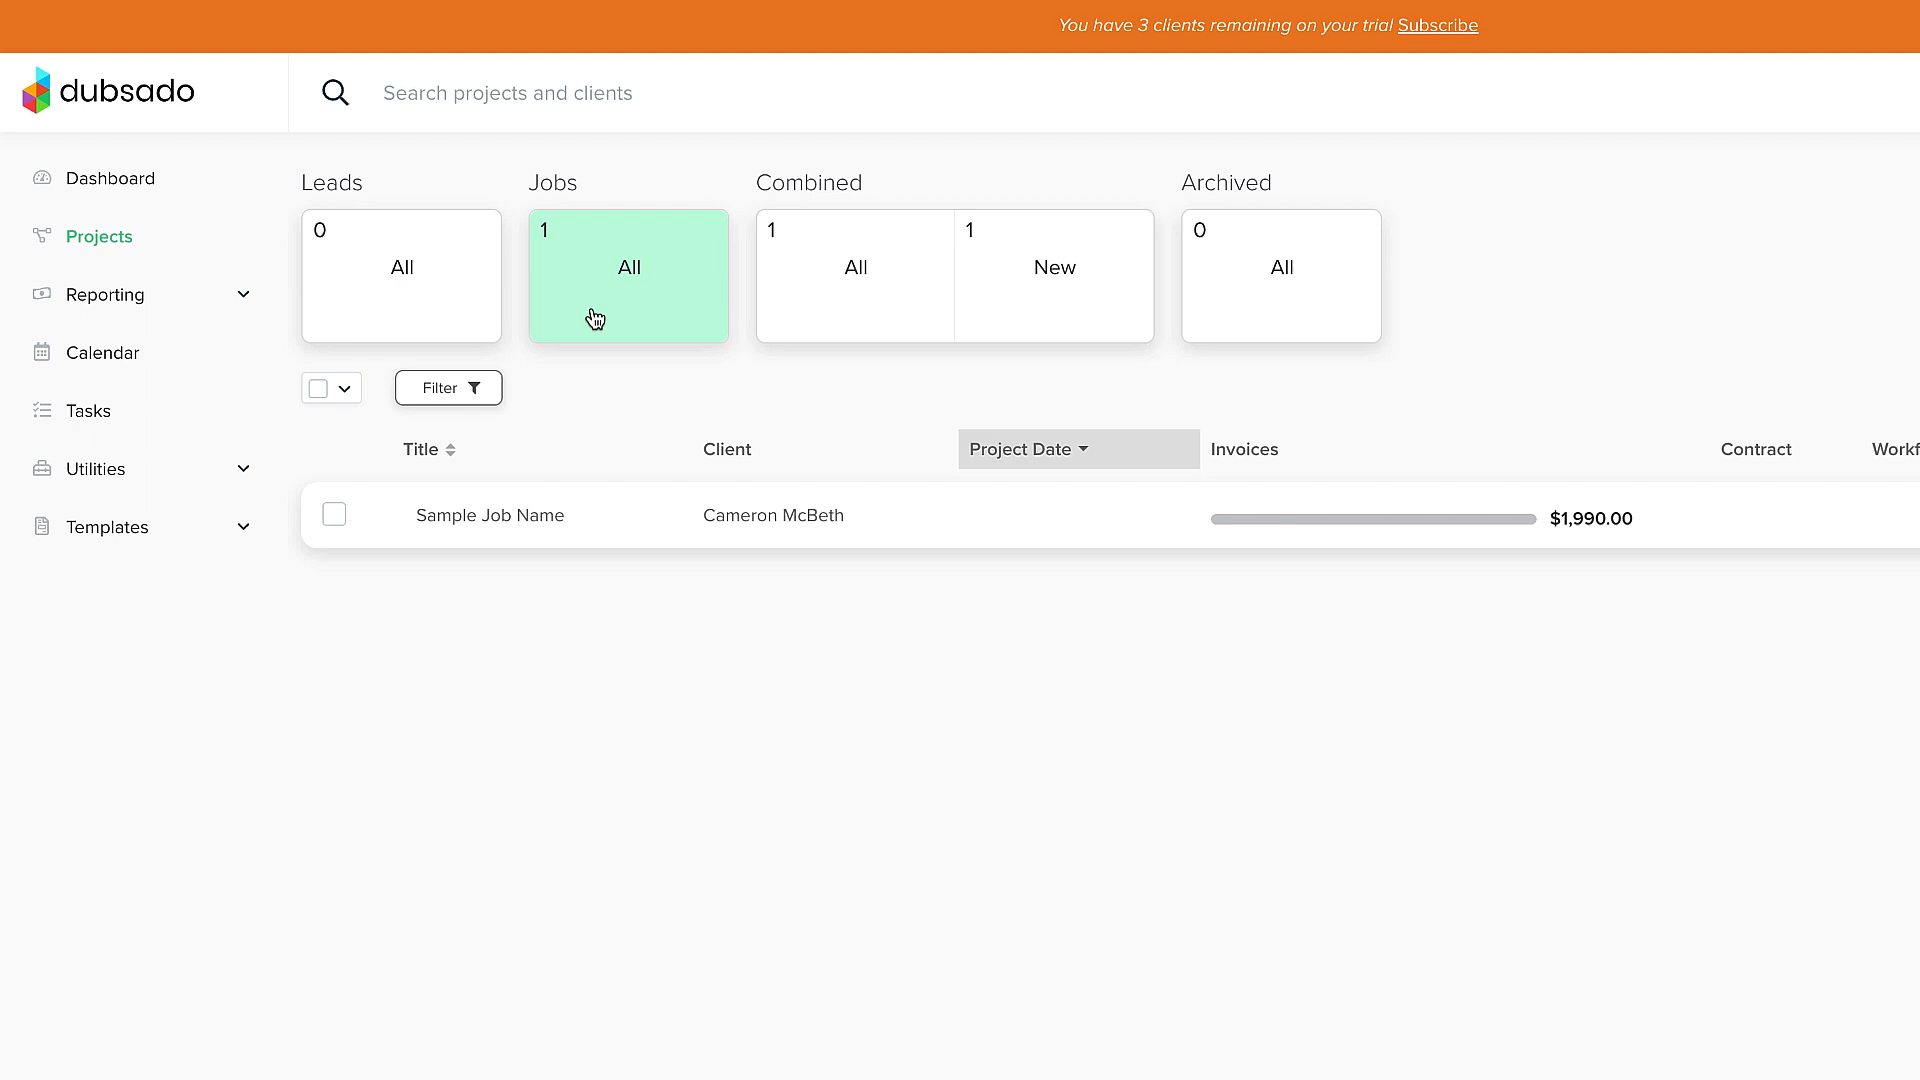 You have 3 clients remaining on your trial Subscribe
dubsado
Search projects and clients
Dashboard
Projects
Reporting
Calendar
Tasks
Utilities
Templates
Leads
Jobs
Combined
Archived
0
All
1
All
1
All
1
New
0
All
Filter
Title
Client
Project Date
Invoices
Contract
Workf
Sample Job Name
Cameron McBeth
$1,990.00